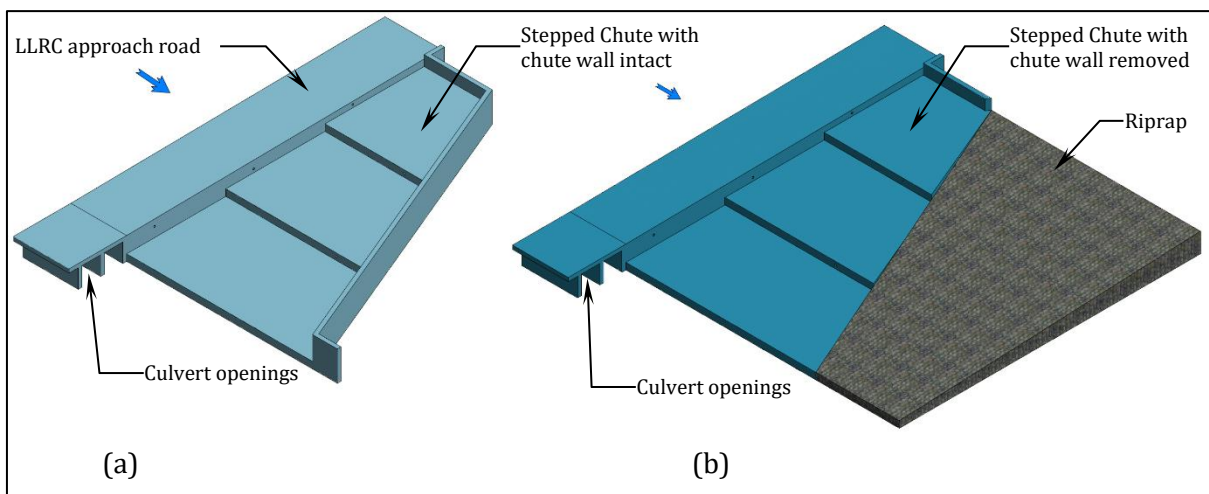 LLRC approach road
Stepped Chute with
chute wall intact
Culvert openings
(a)
Stepped Chute with
chute wall removed
Riprap
Culvert openings
(b)